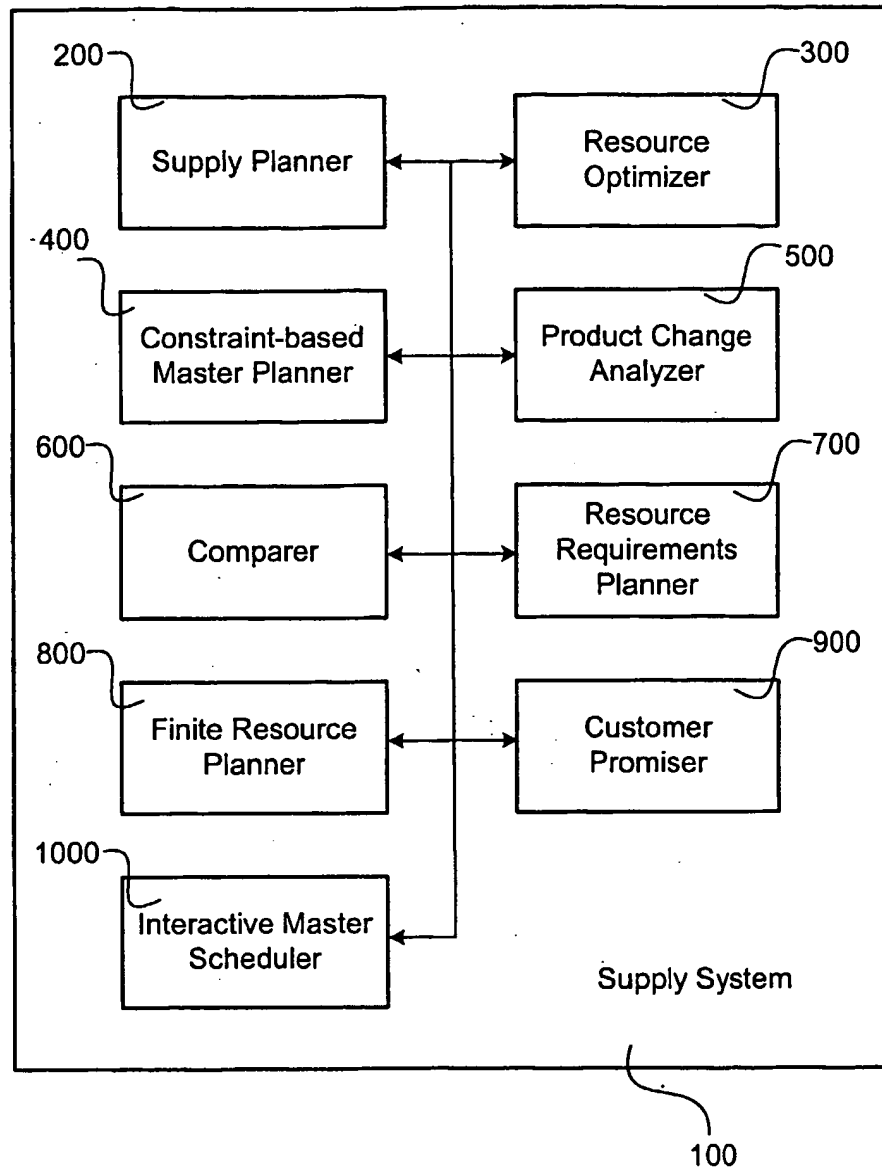 200
300
Supply Planner
Resource
Optimizer
400
500
Constraint-based
Master Planner
Product Change
Analyzer
600
700
Comparer
Resource
Requirements
Planner
800
900
Finite Resource
Planner
Customer
Promiser
1000
Interactive Master
Scheduler
Supply System
100